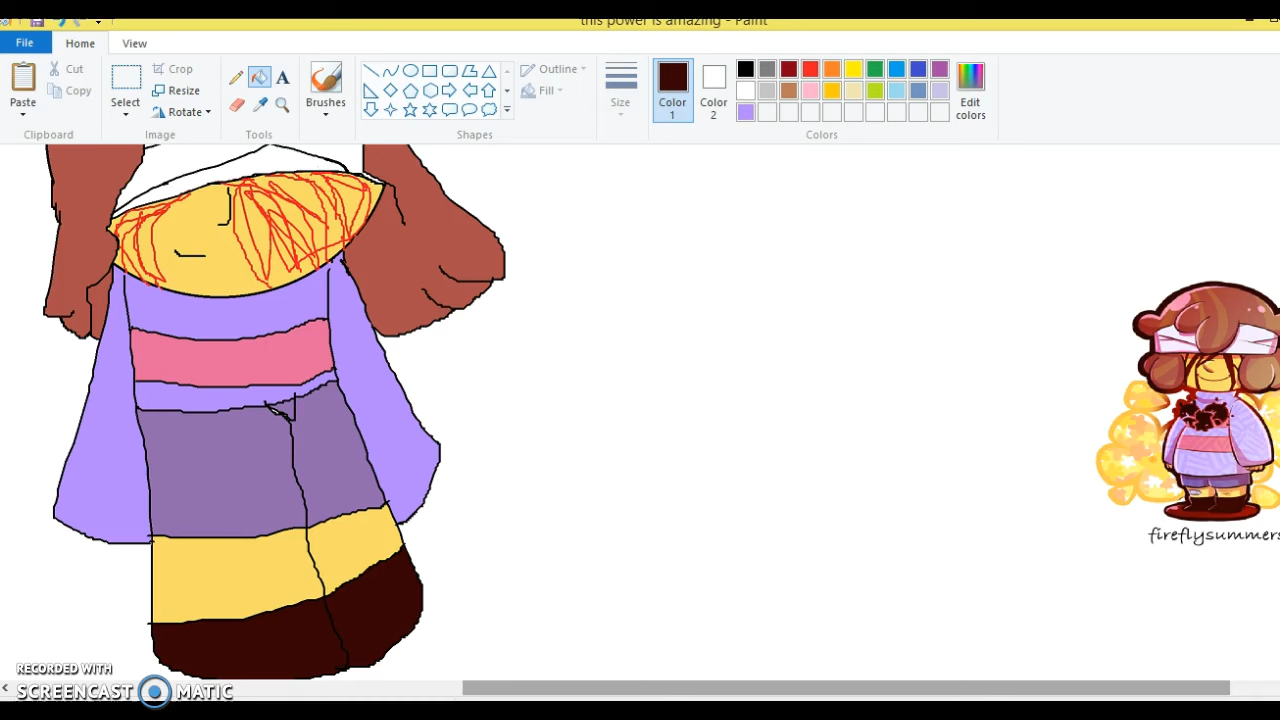 this power is amazing - Paint
File Home View
Paste
Cut
Copy
Clipboard
Select
Crop
Resize
Rotate
Image
A
Tools
Brushes
Outline
Fill
Shapes
Size
Color 1
Color 2
Edit colors
Colors
fireflysummers
RECORDED WITH
SCREENCAST MATIC